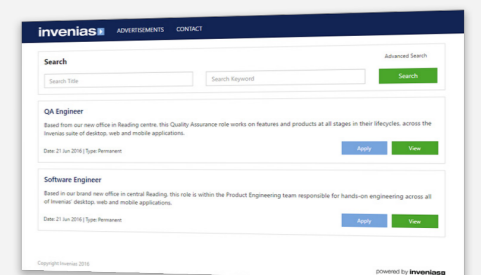 invenias ADVERTISEMENTS CONTACT
Search
Advanced Search
Search Title Search Keyword Search
QA Engineer
Based from our new office in Reading centre, this Quality Assurance role works on features and products at all stages in their lifecycles, across the
Invenias suite of desktop, web and mobile applications.
Date: 21 Jun 2016 | Type: Permanent Apply View
Software Engineer
Based in our brand new office in central Reading, this role is within the Product Engineering team responsible for hands-on engineering across all
of Invenias' desktop, web and mobile applications.
Date: 21 Jun 2016 | Type: Permanent Apply View
Copyright Invenias 2016
powered by invenias